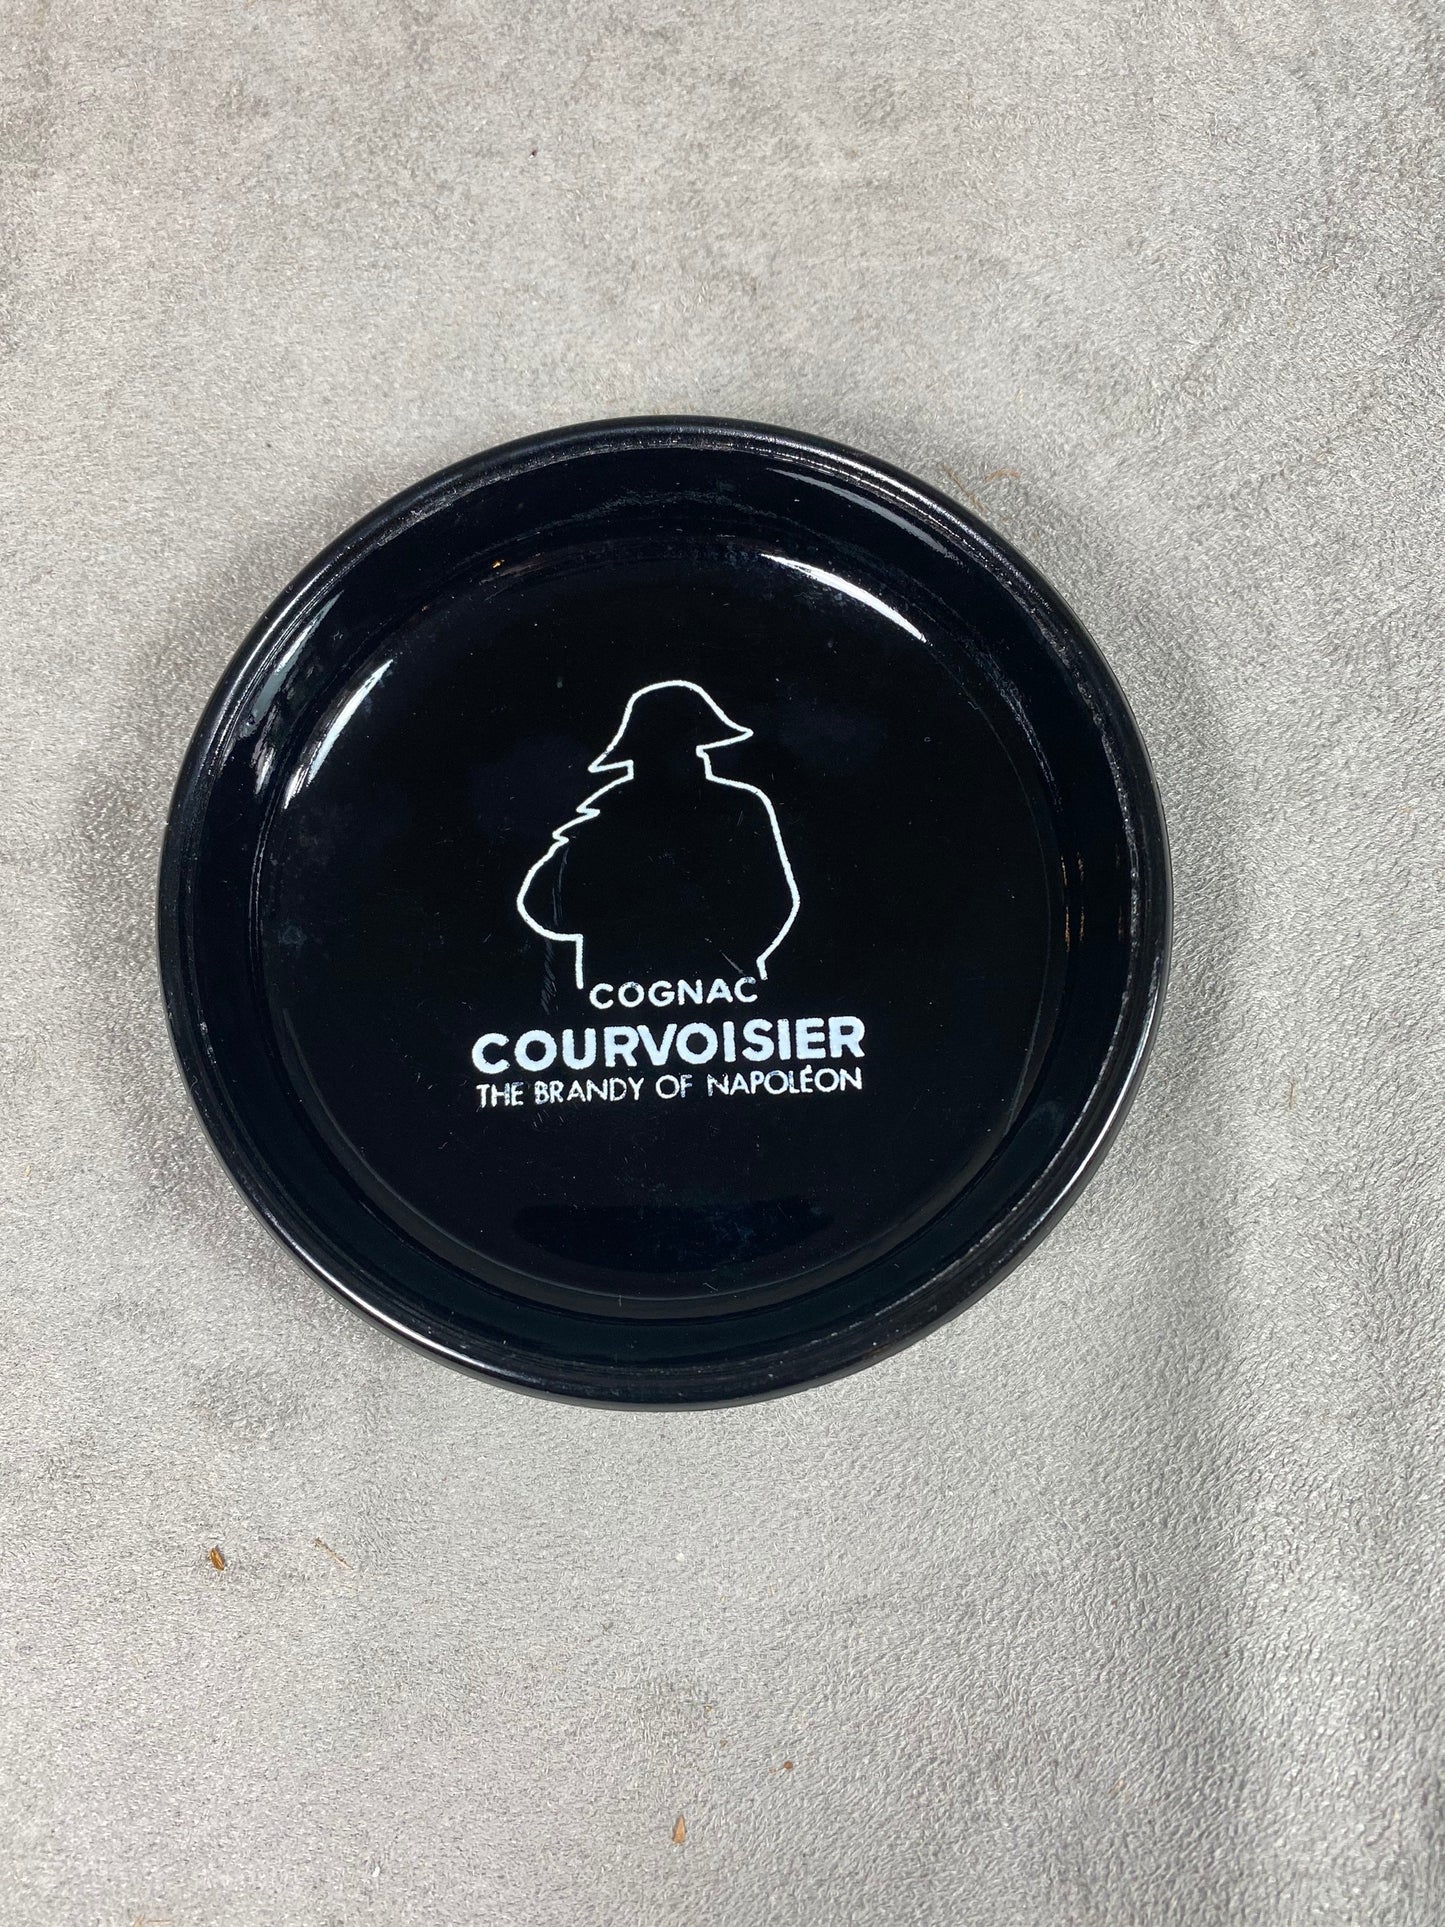 COGNAC
COURVOISIER
THE BRANDY OF NAPOLÉON